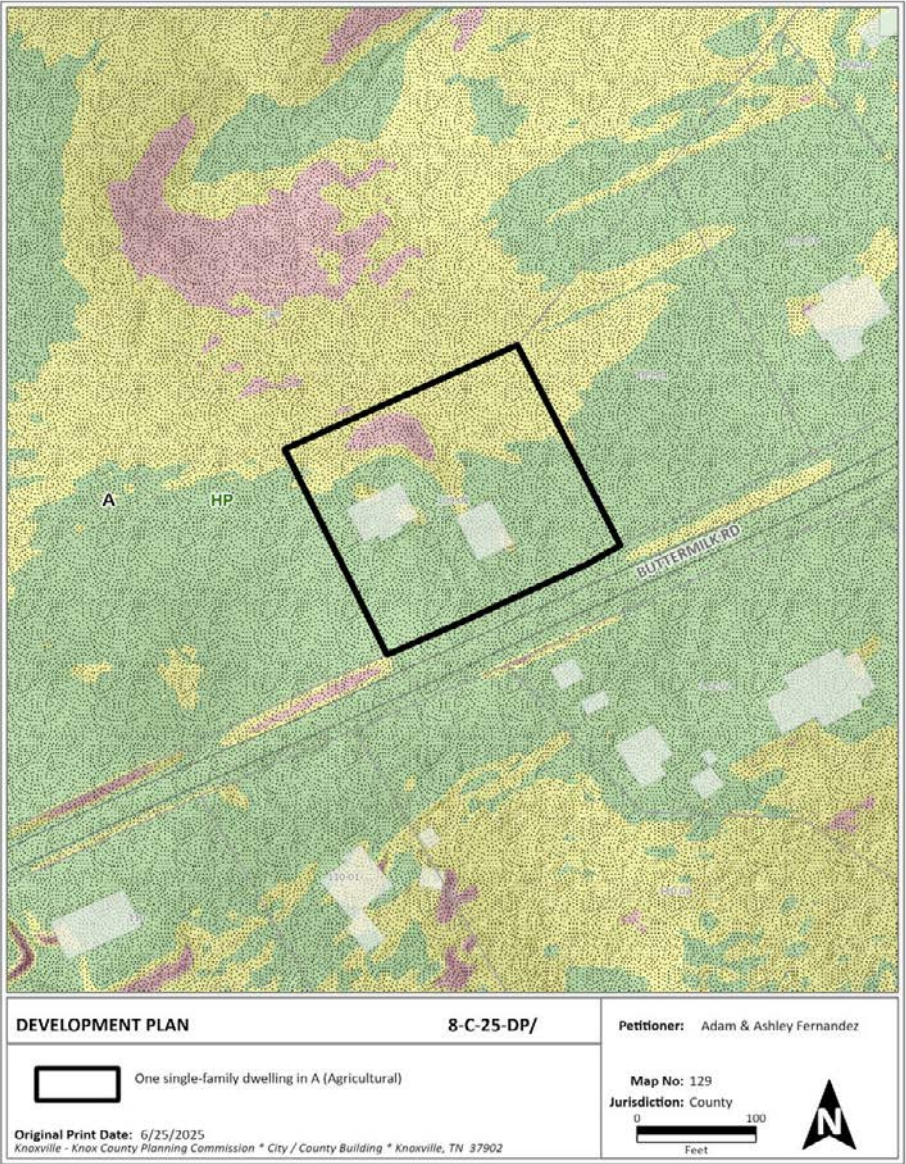 A
HP
BUTTERMILK RD
110-01-
DEVELOPMENT PLAN
8-C-25-DP/
Petitioner: Adam & Ashley Fernandez
One single-family dwelling in A (Agricultural)
Map No: 129
Jurisdiction: County
0 100
Feet
N
Original Print Date: 6/25/2025
Knoxville - Knox County Planning Commission * City / County Building * Knoxville, TN 37902